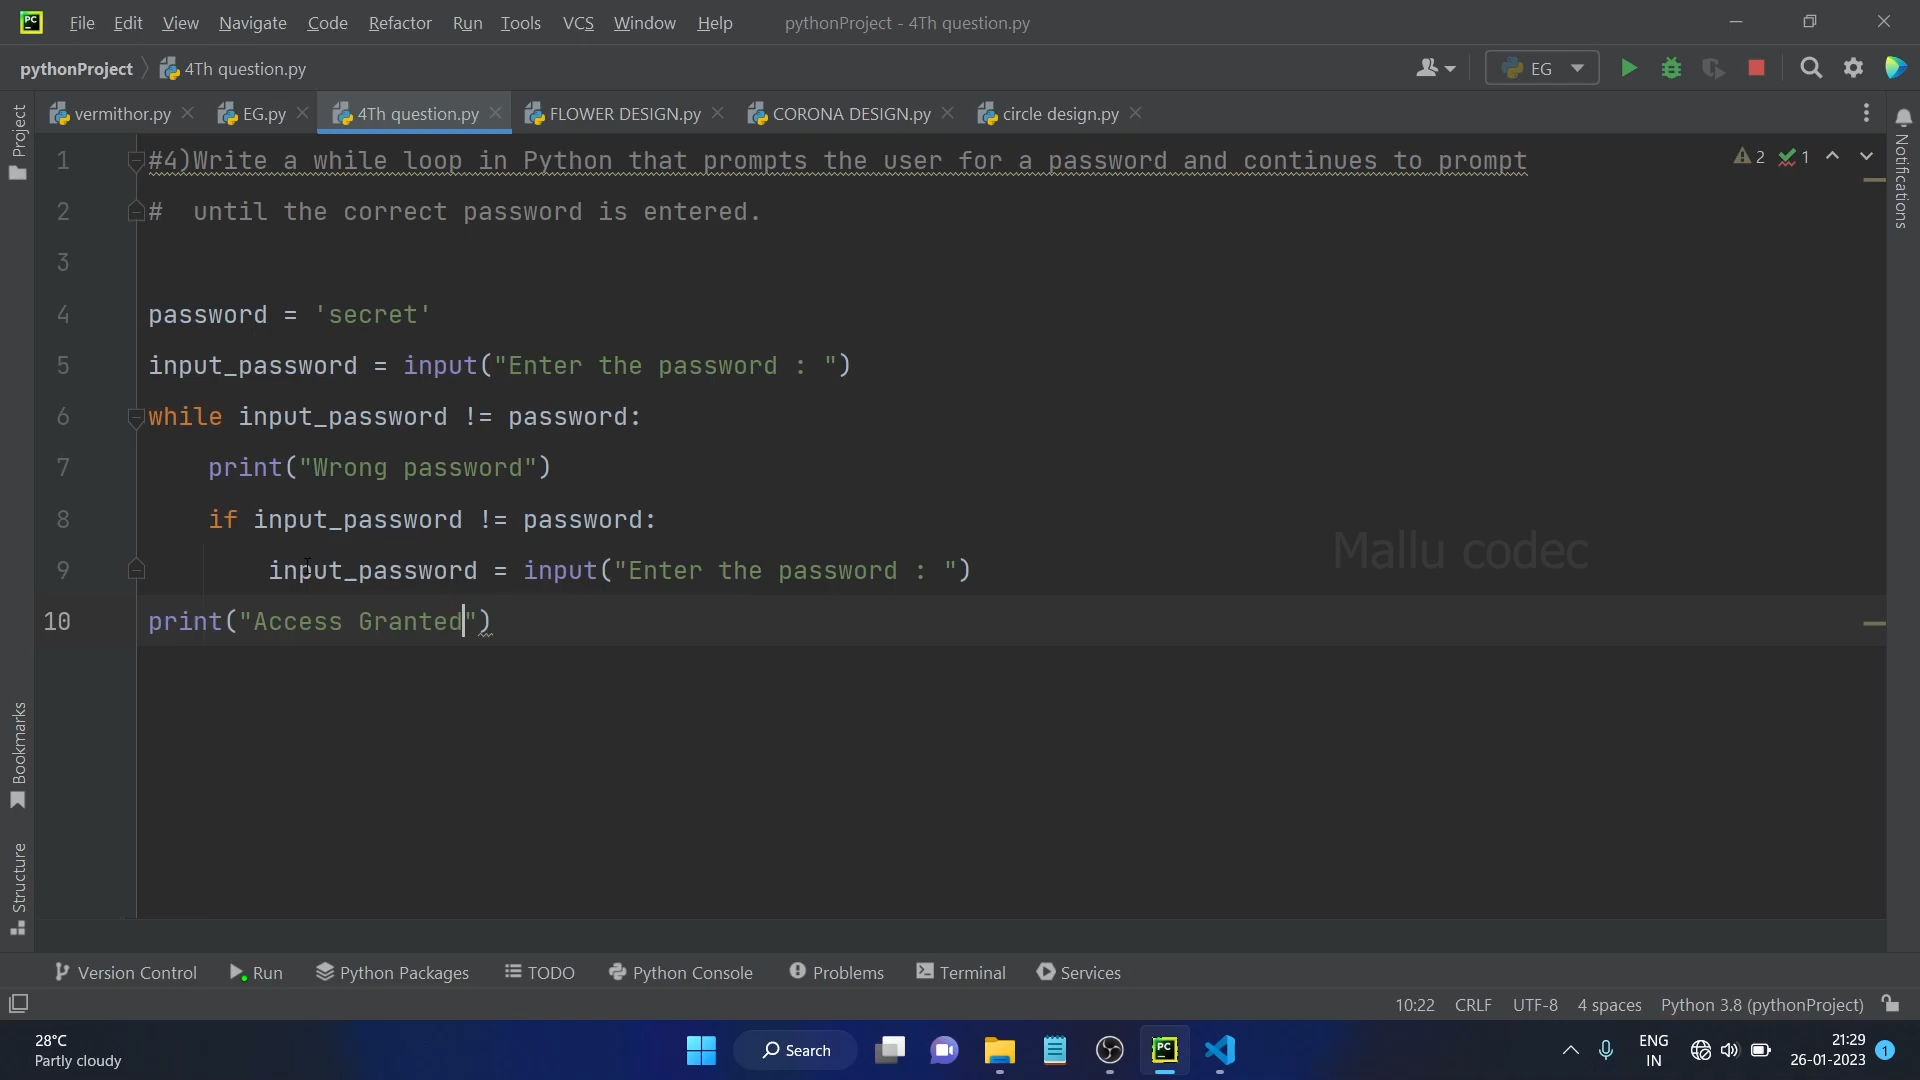 PC File Edit View Navigate Code Refactor Run Tools VCS Window Help pythonProject - 4Th question.py
pythonProject 4Th question.py EG
vermithor.py EG.py 4Th question.py FLOWER DESIGN.py CORONA DESIGN.py circle design.py
Project
Notifications
2 1
1 #4)Write a while loop in Python that prompts the user for a password and continues to prompt
2 #  until the correct password is entered.
3
4 password = 'secret'
5 input_password = input("Enter the password : ")
6 while input_password != password:
7     print("Wrong password")
8     if input_password != password:
9         input_password = input("Enter the password : ")
10 print("Access Granted")
Mallu codec
Bookmarks
Structure
Version Control Run Python Packages TODO Python Console Problems Terminal Services
10:22 CRLF UTF-8 4 spaces Python 3.8 (pythonProject)
28°C
Partly cloudy
Search
PC
ENG
IN
21:29
26-01-2023
1